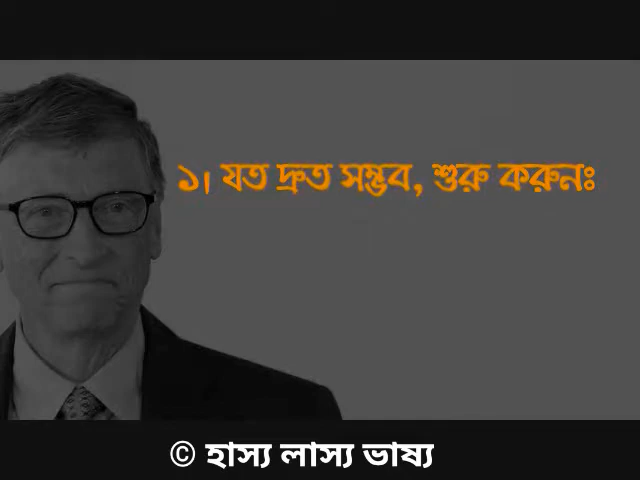 ১। যত দ্রুত সম্ভব, শুরু করুনঃ
© হাস্য লাস্য ভাষ্য